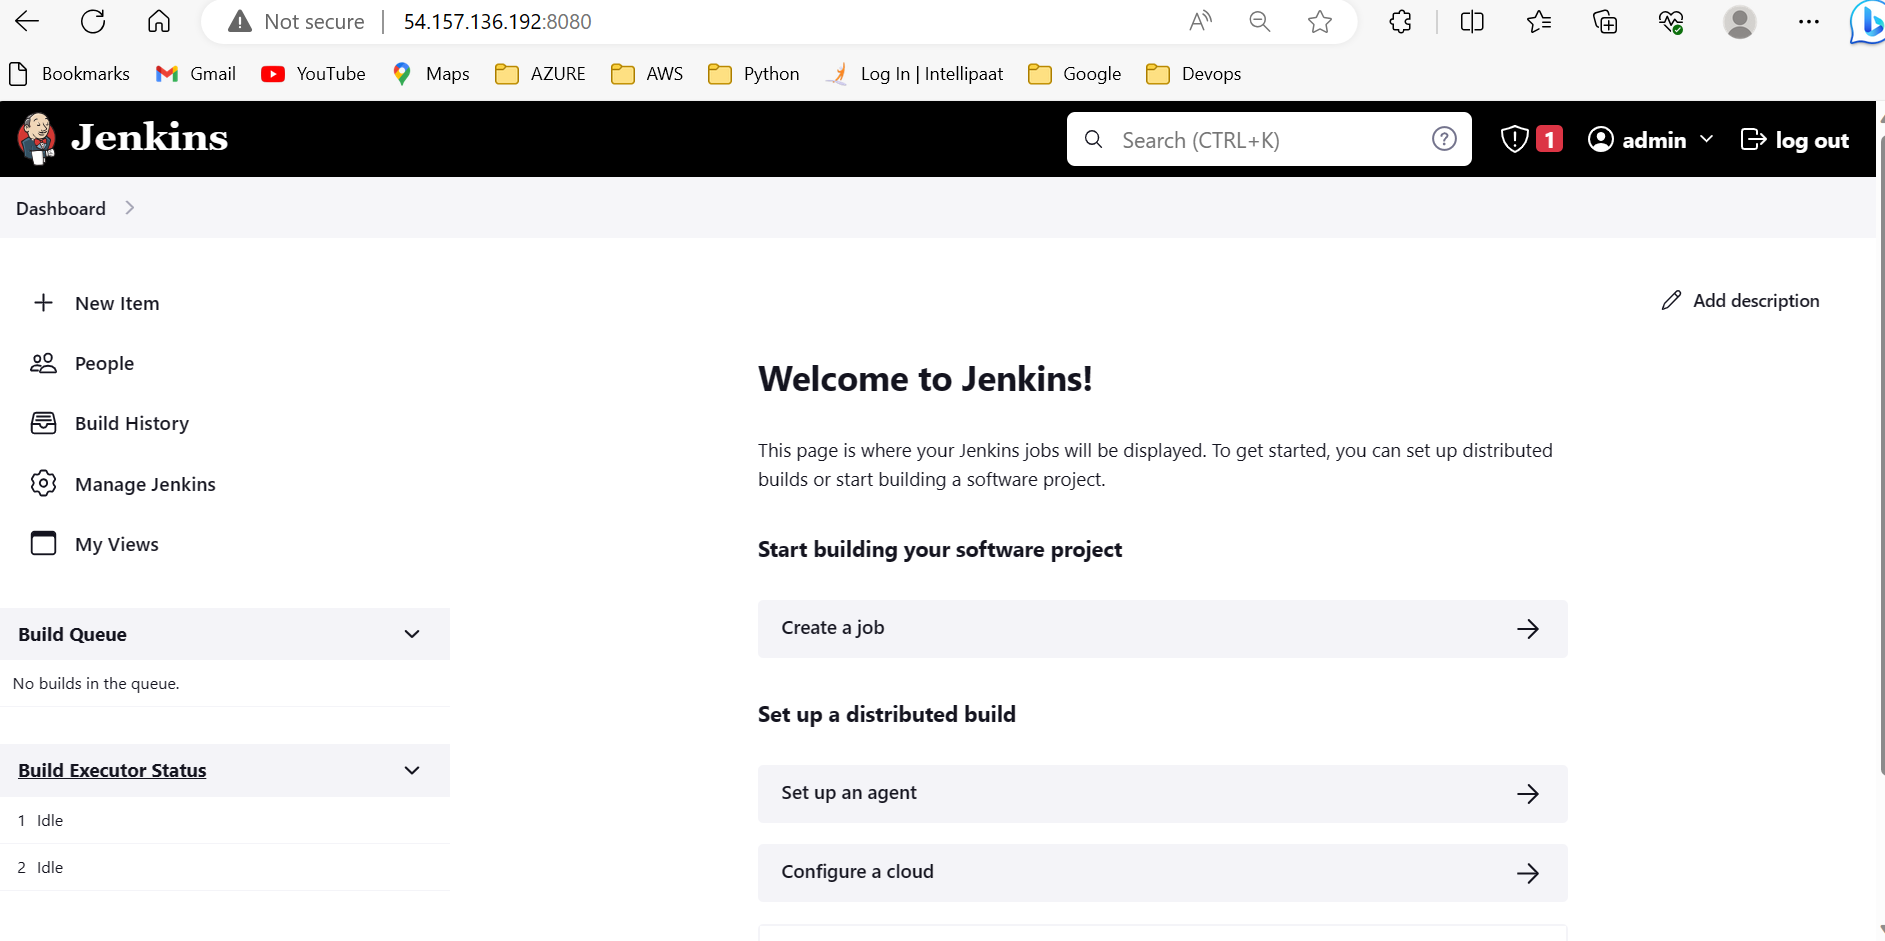 Not secure 54.157.136.192:8080
Bookmarks Gmail YouTube Maps AZURE AWS Python Log In | Intellipaat Google Devops
Jenkins Search (CTRL+K) 1 admin log out
Dashboard
New Item
Add description
People
Build History
Manage Jenkins
My Views
Build Queue
No builds in the queue.
Build Executor Status
1 Idle
2 Idle
Welcome to Jenkins!
This page is where your Jenkins jobs will be displayed. To get started, you can set up distributed
builds or start building a software project.
Start building your software project
Create a job
Set up a distributed build
Set up an agent
Configure a cloud